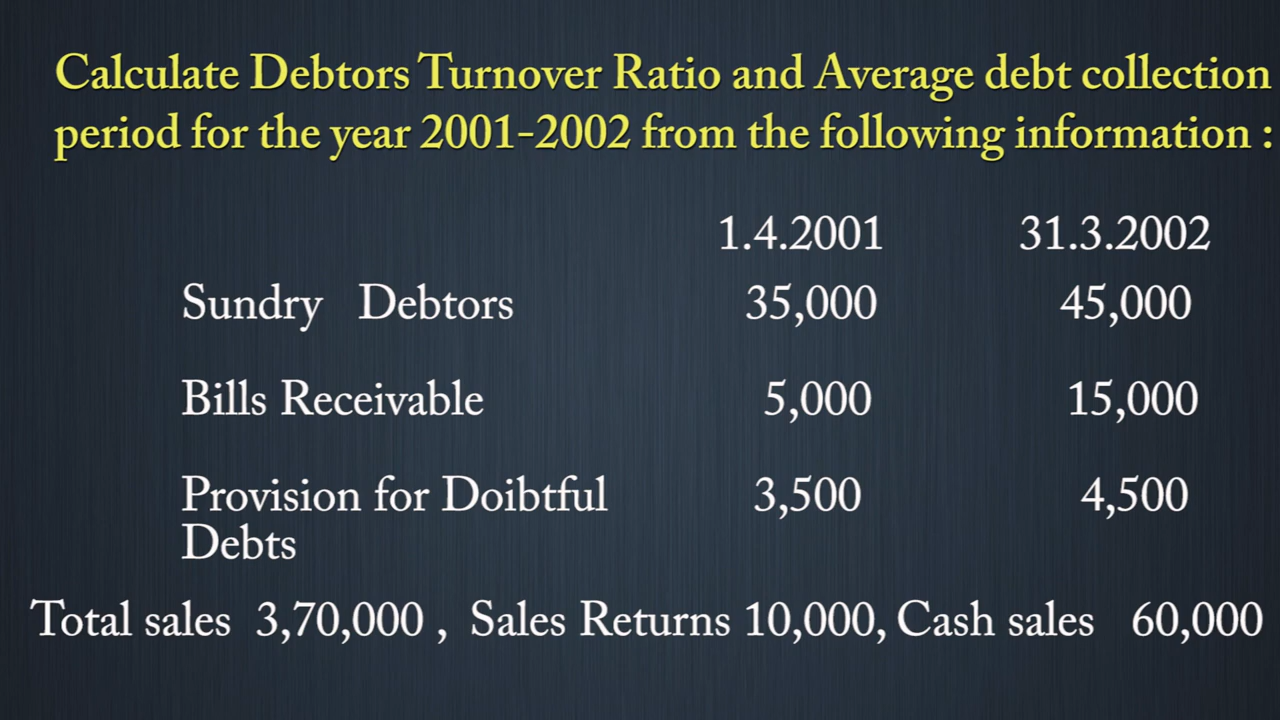 Calculate Debtors Turnover Ratio and Average debt collection
period for the year 2001-2002 from the following information :
1.4.2001 31.3.2002
Sundry Debtors 35,000 45,000
Bills Receivable 5,000 15,000
Provision for Doibtful 3,500 4,500
Debts
Total sales 3,70,000 , Sales Returns 10,000, Cash sales 60,000